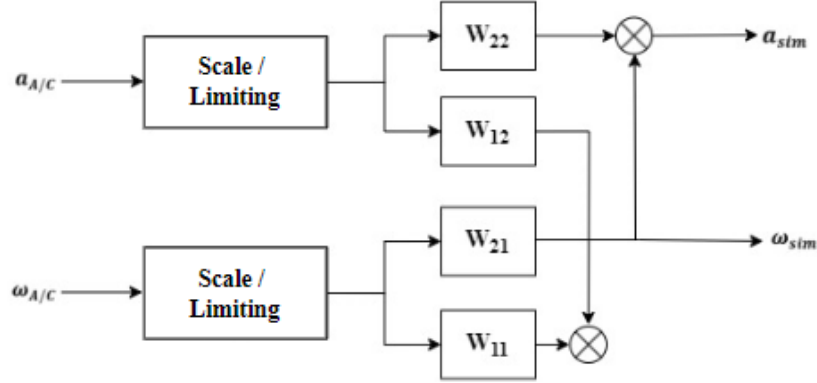 W₂₂
a_sim
a_A/C
Scale /
Limiting
W₁₂
W₂₁
ω_sim
ω_A/C
Scale /
Limiting
W₁₁